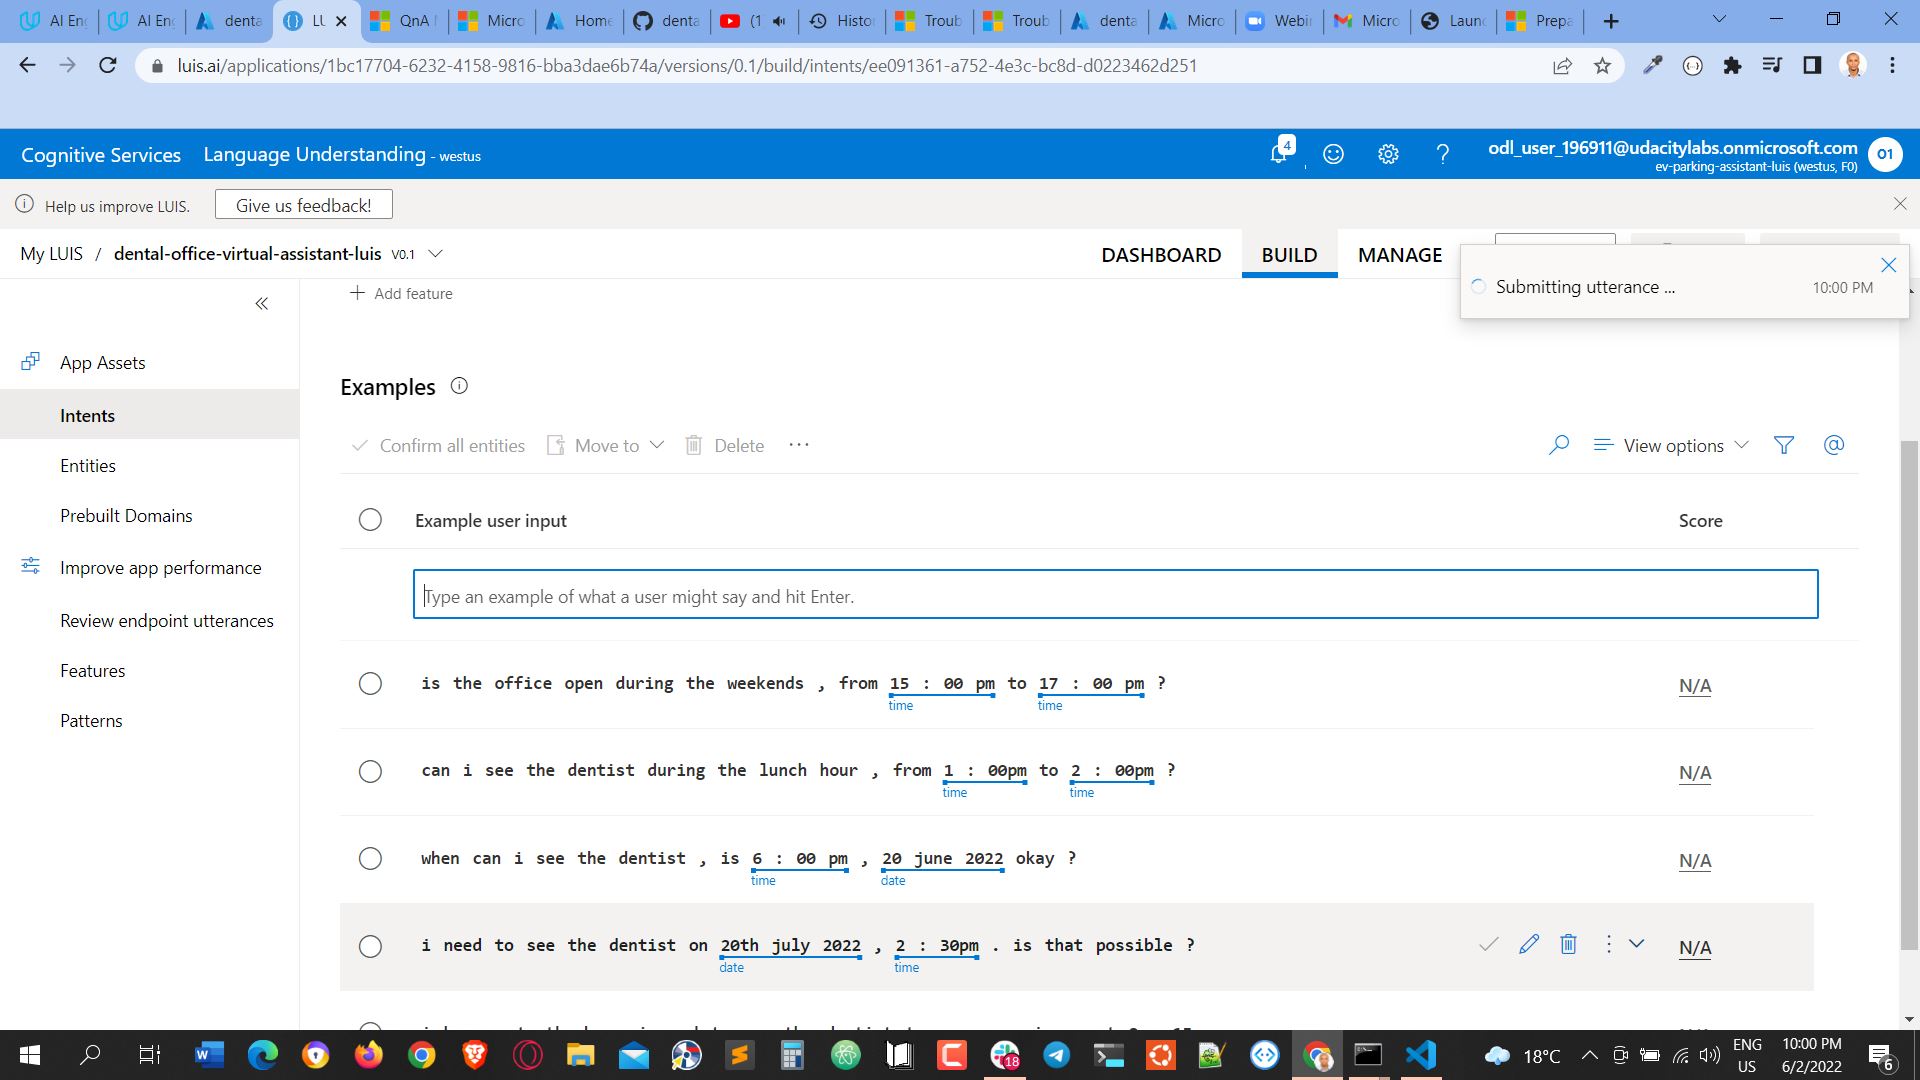 AI Eng
AI Eng
denta
LU
QnA M
Micro
Home
denta
(1
Histor
Troub
Troub
denta
Micro
Webin
Micro
Launc
Prepa
luis.ai/applications/1bc17704-6232-4158-9816-bba3dae6b74a/versions/0.1/build/intents/ee091361-a752-4e3c-bc8d-d0223462d251
Cognitive Services
Language Understanding - westus
4
?
odl_user_196911@udacitylabs.onmicrosoft.com
ev-parking-assistant-luis (westus, F0)
O1
Help us improve LUIS.
Give us feedback!
My LUIS / dental-office-virtual-assistant-luis V0.1
DASHBOARD
BUILD
MANAGE
Submitting utterance ...
10:00 PM
+ Add feature
App Assets
Intents
Entities
Prebuilt Domains
Improve app performance
Review endpoint utterances
Features
Patterns
Examples
Confirm all entities
Move to
Delete
...
View options
@
Example user input
Score
Type an example of what a user might say and hit Enter.
is the office open during the weekends , from 15 : 00 pm to 17 : 00 pm ?
time
time
N/A
can i see the dentist during the lunch hour , from 1 : 00pm to 2 : 00pm ?
time
time
N/A
when can i see the dentist , is 6 : 00 pm , 20 june 2022 okay ?
time
date
N/A
i need to see the dentist on 20th july 2022 , 2 : 30pm . is that possible ?
date
time
N/A
18
18°C
ENG
US
10:00 PM
6/2/2022
6